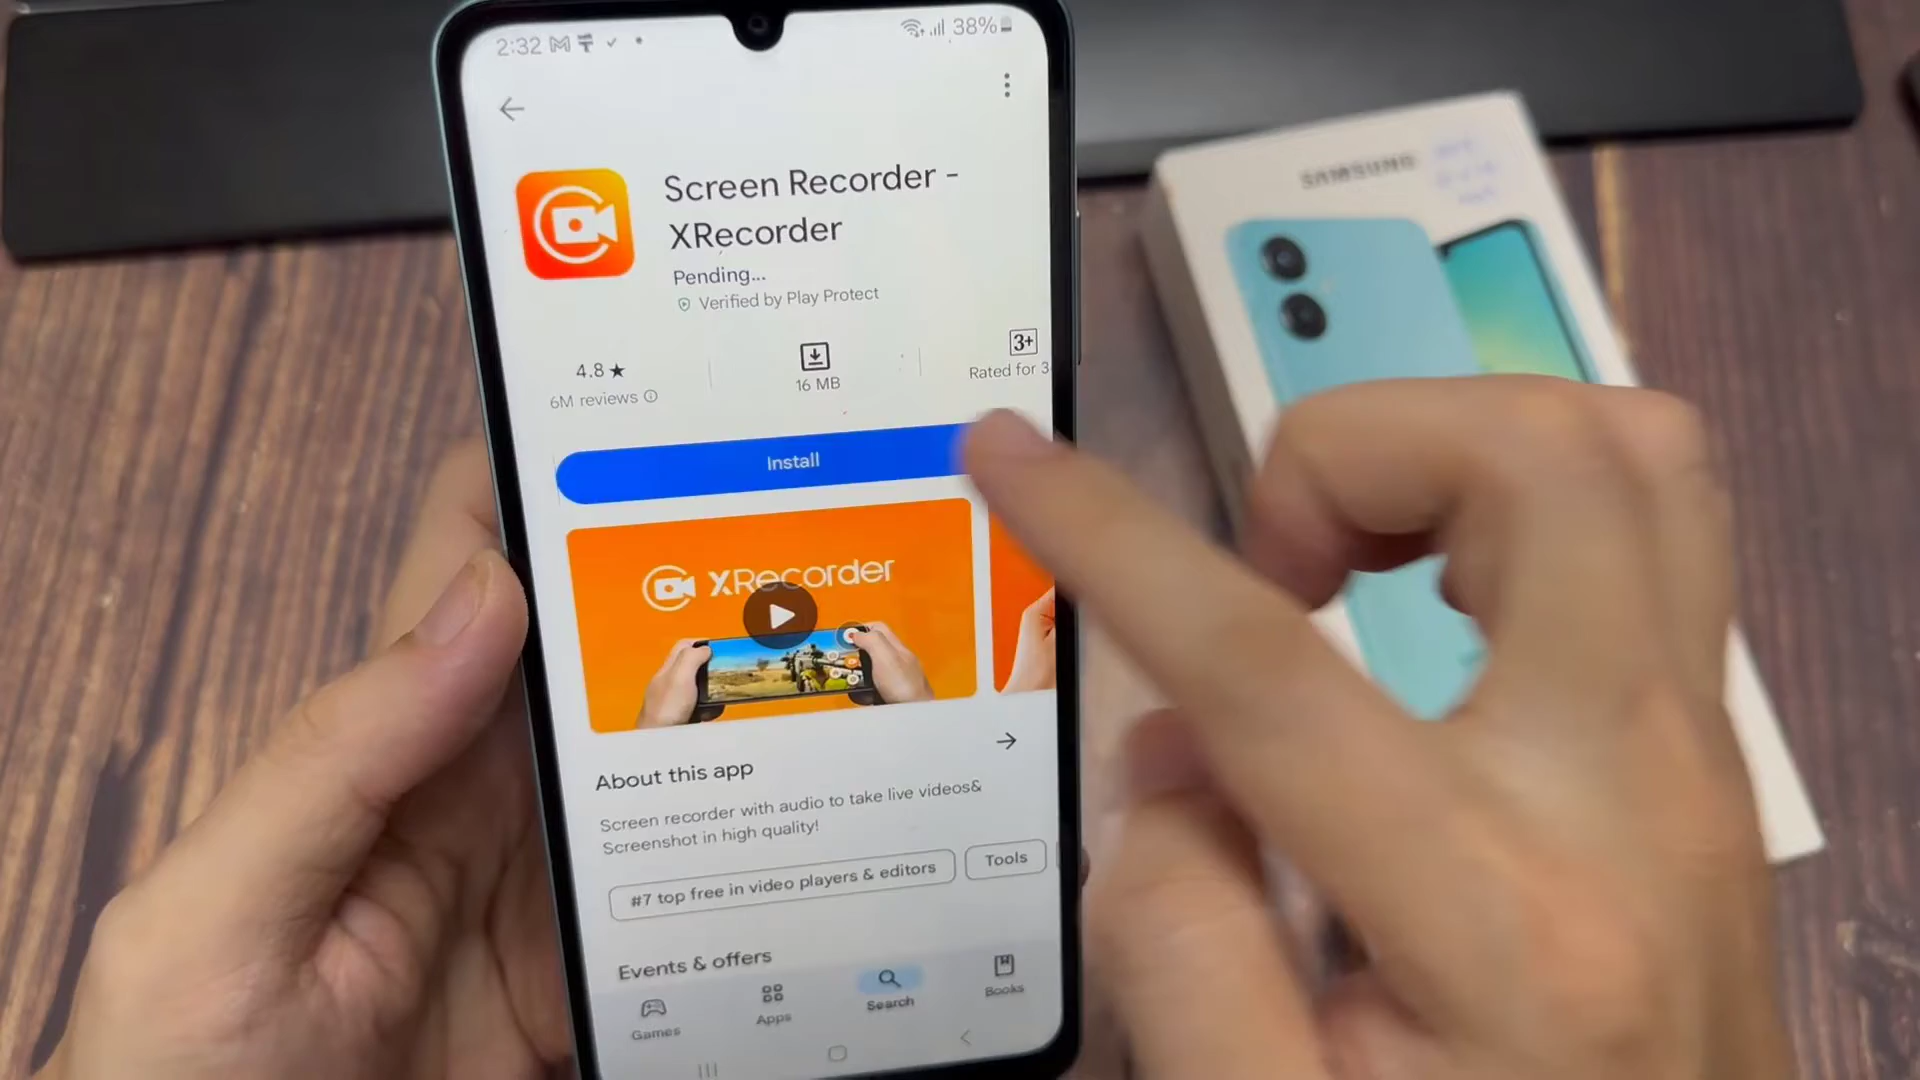 2:32
38%
Screen Recorder -
XRecorder
Pending...
Verified by Play Protect
4.8★
6M reviews
16 MB
3+
Rated for 3
Install
XRecorder
About this app
Screen recorder with audio to take live videos&
Screenshot in high quality!
#7 top free in video players & editors
Tools
Events & offers
Games
Apps
Search
Books
SAMSUNG